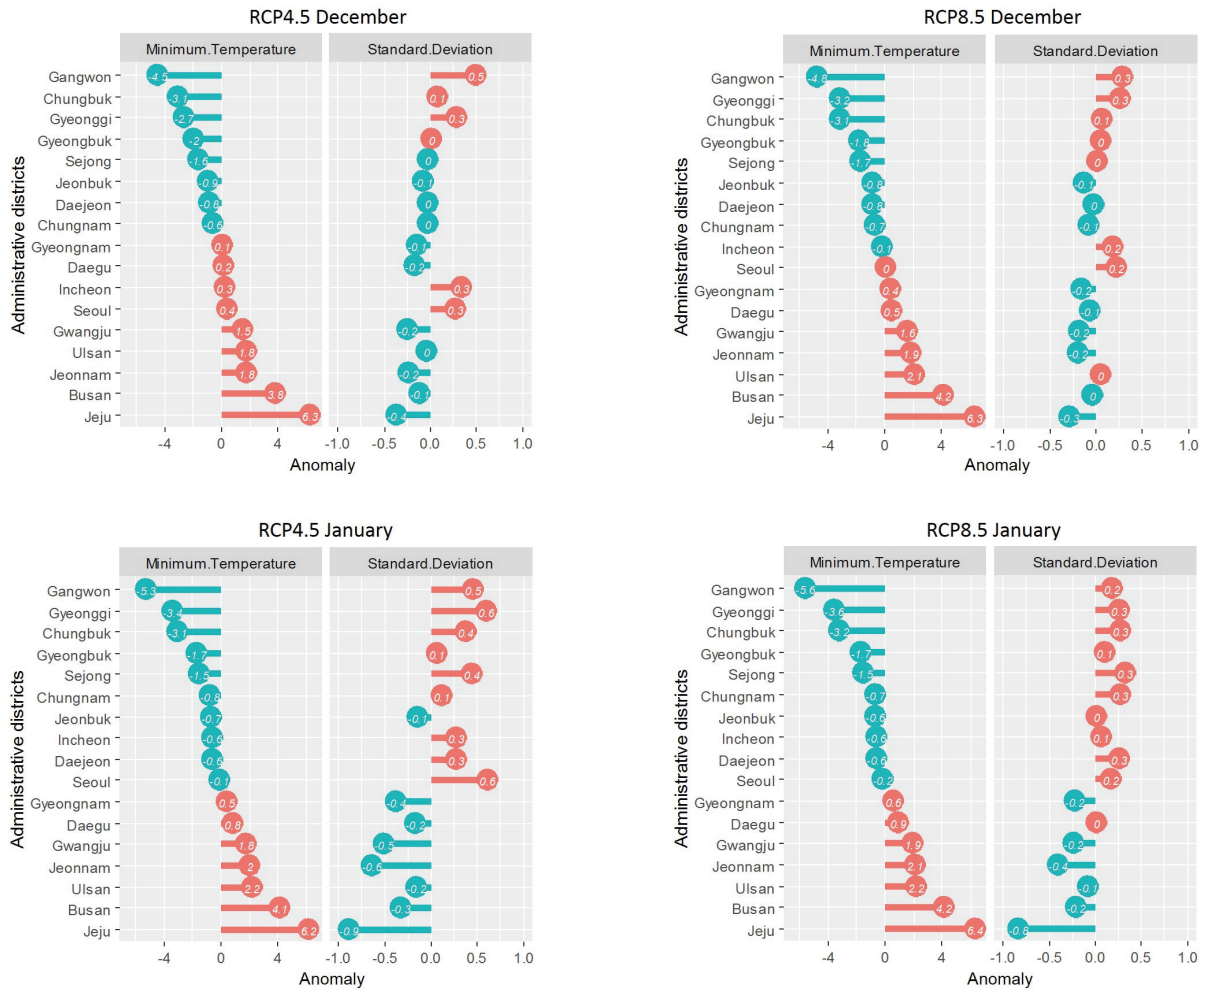 RCP4.5 December
Minimum.Temperature Standard.Deviation
Gangwon -4.5 0.5
Chungbuk -3.1 0.1
Gyeonggi -2.7 0.3
Gyeongbuk -2 0
Sejong -1.6 0
Jeonbuk -0.9 -0.1
Daejeon -0.8 0
Chungnam -0.6 0
Gyeongnam 0.1 -0.1
Daegu 0.2 -0.2
Incheon 0.3 0.3
Seoul 0.4 0.3
Gwangju 1.5 -0.2
Ulsan 1.8 0
Jeonnam 1.8 -0.2
Busan 3.8 -0.1
Jeju 6.3 -0.4
-4 0 4 -1.0 -0.5 0.0 0.5 1.0
Anomaly
Administrative districts
RCP8.5 December
Minimum.Temperature Standard.Deviation
Gangwon -4.8 0.3
Gyeonggi -3.2 0.3
Chungbuk -3.1 0.1
Gyeongbuk -1.8 0
Sejong -1.7 0
Jeonbuk -0.8 -0.1
Daejeon -0.8 0
Chungnam -0.7 -0.1
Incheon -0.1 0.2
Seoul 0 0.2
Gyeongnam 0.4 -0.2
Daegu 0.5 -0.1
Gwangju 1.6 -0.2
Jeonnam 1.9 -0.2
Ulsan 2.1 0
Busan 4.2 0
Jeju 6.3 -0.3
-4 0 4 -1.0 -0.5 0.0 0.5 1.0
Anomaly
Administrative districts
RCP4.5 January
Minimum.Temperature Standard.Deviation
Gangwon -5.3 0.5
Gyeonggi -3.4 0.6
Chungbuk -3.1 0.4
Gyeongbuk -1.7 0.1
Sejong -1.5 0.4
Chungnam -0.8 0.1
Jeonbuk -0.7 -0.1
Incheon -0.6 0.3
Daejeon -0.6 0.3
Seoul -0.1 0.6
Gyeongnam 0.5 -0.4
Daegu 0.8 -0.2
Gwangju 1.8 -0.5
Jeonnam 2 -0.6
Ulsan 2.2 -0.2
Busan 4.1 -0.3
Jeju 6.2 -0.9
-4 0 4 -1.0 -0.5 0.0 0.5 1.0
Anomaly
Administrative districts
RCP8.5 January
Minimum.Temperature Standard.Deviation
Gangwon -5.6 0.2
Gyeonggi -3.6 0.3
Chungbuk -3.2 0.3
Gyeongbuk -1.7 0.1
Sejong -1.5 0.3
Chungnam -0.7 0.3
Jeonbuk -0.6 0
Incheon -0.6 0.1
Daejeon -0.6 0.3
Seoul -0.2 0.2
Gyeongnam 0.6 -0.2
Daegu 0.9 0
Gwangju 1.9 -0.2
Jeonnam 2.1 -0.4
Ulsan 2.2 -0.1
Busan 4.2 -0.2
Jeju 6.4 -0.8
-4 0 4 -1.0 -0.5 0.0 0.5 1.0
Anomaly
Administrative districts